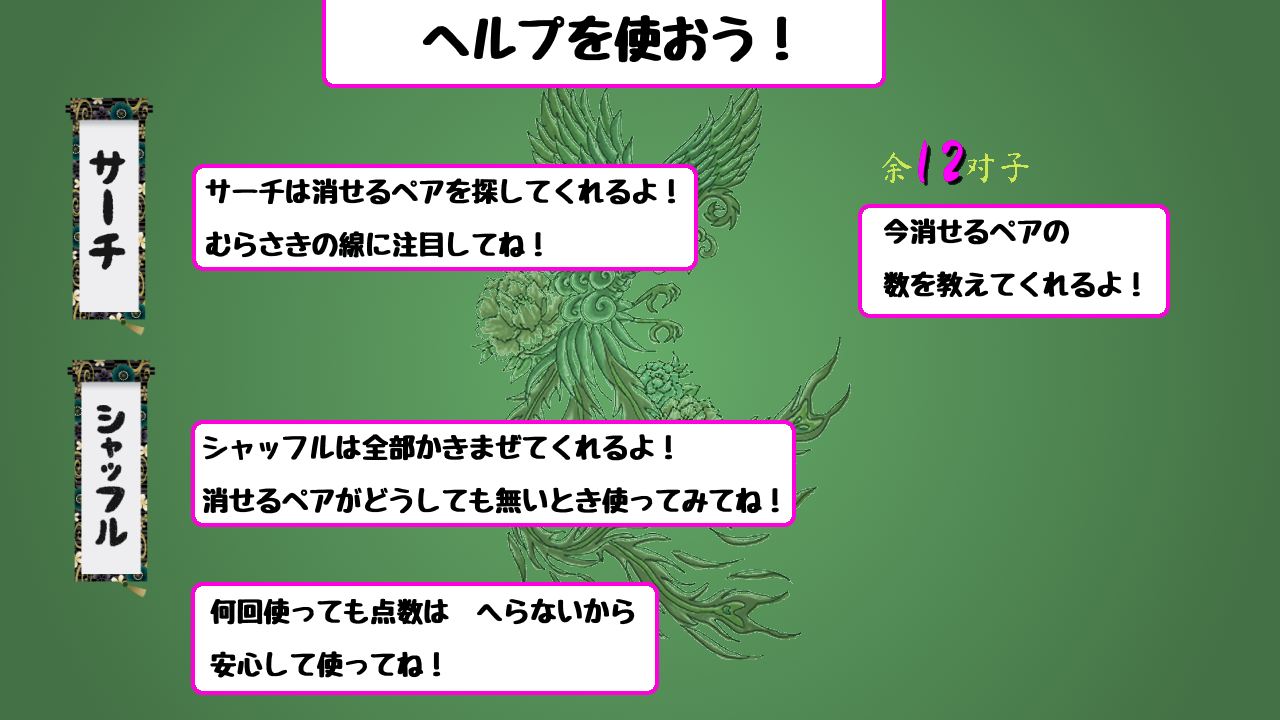 ヘルプを使おう！
サーチ
サーチは消せるペアを探してくれるよ！
むらさきの線に注目してね！
余12对子
今消せるペアの
数を教えてくれるよ！
シャッフル
シャッフルは全部かきまぜてくれるよ！
消せるペアがどうしても無いとき使ってみてね！
何回使っても点数は　へらないから
安心して使ってね！